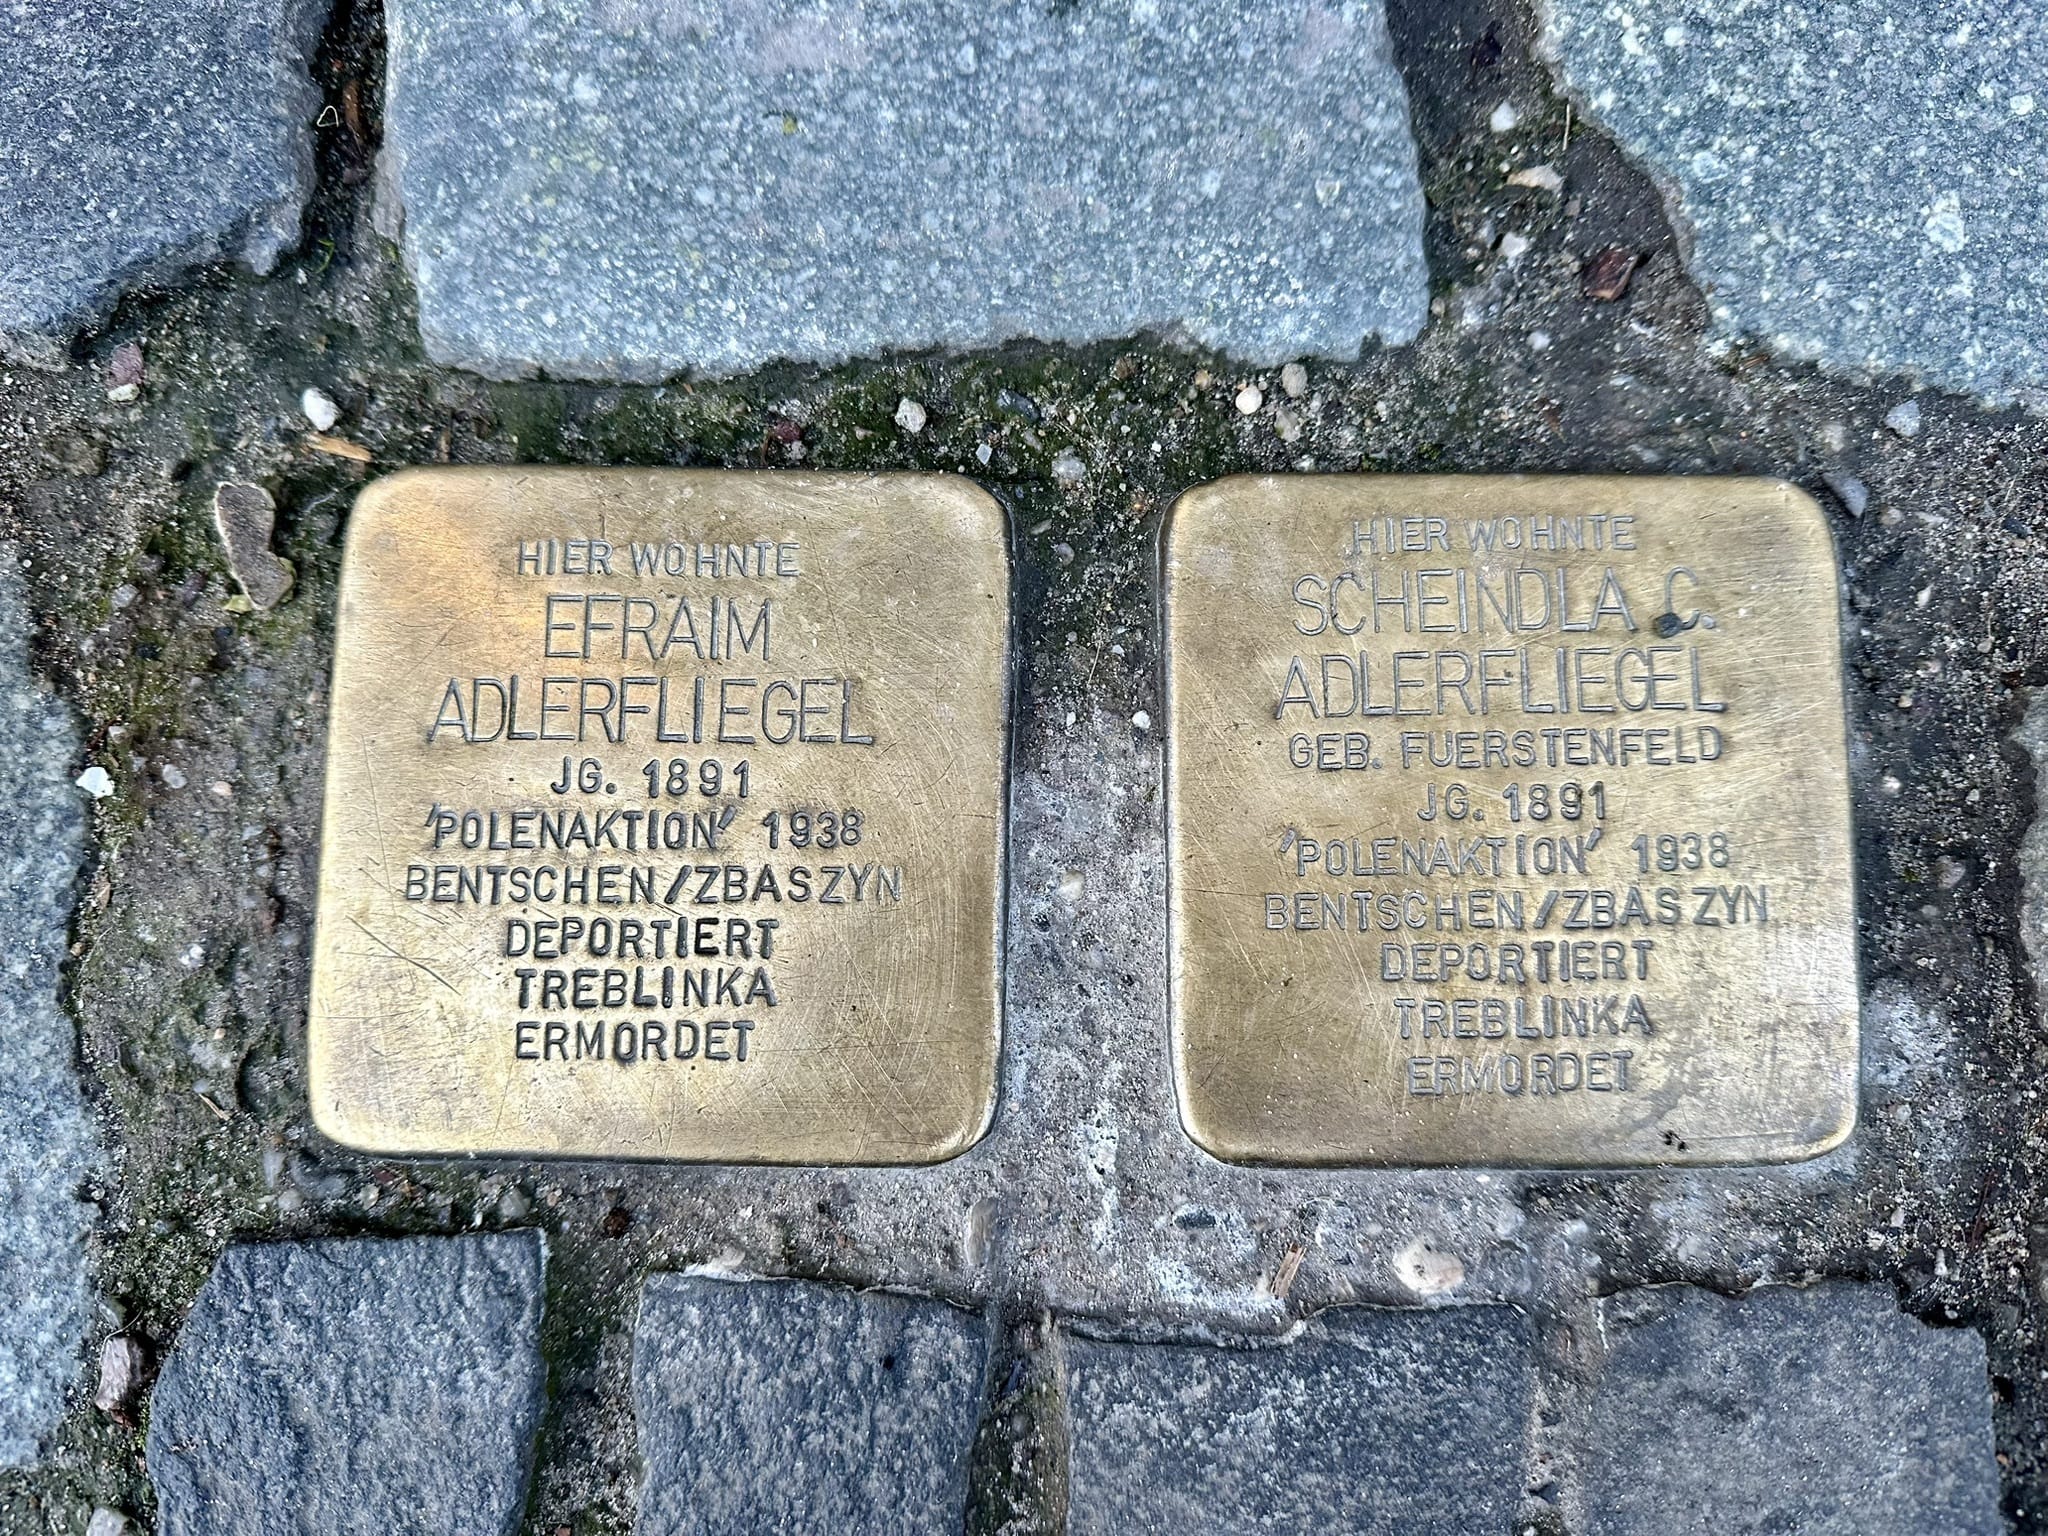 HIER WOHNTE
EFRAIM
ADLERFLIEGEL
JG. 1891
'POLENAKTION' 1938
BENTSCHEN/ZBASZYN
DEPORTIERT
TREBLINKA
ERMORDET
HIER WOHNTE
SCHEINDLA C.
ADLERFLIEGEL
GEB. FUERSTENFELD
JG. 1891
'POLENAKTION' 1938
BENTSCHEN/ZBASZYN
DEPORTIERT
TREBLINKA
ERMORDET